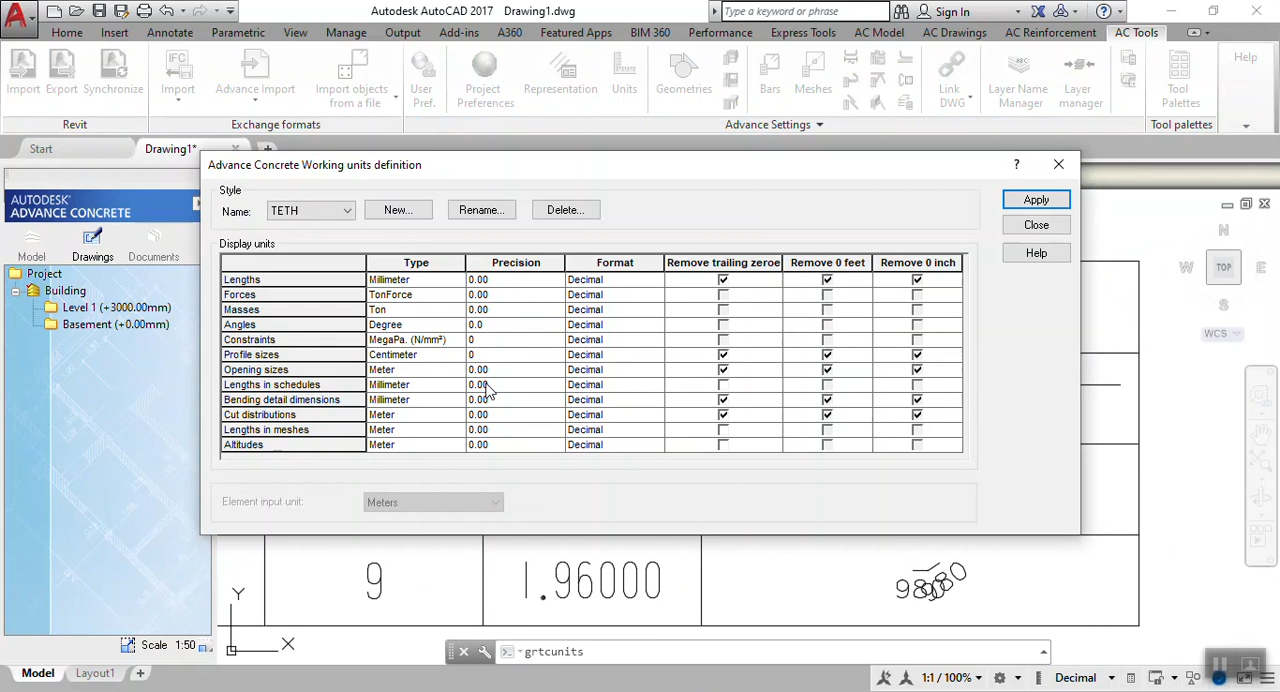 Autodesk AutoCAD 2017 Drawing1.dwg
Type a keyword or phrase
Sign In
Home Insert Annotate Parametric View Manage Output Add-ins A360 Featured Apps BIM 360 Performance Express Tools AC Model AC Drawings AC Reinforcement AC Tools
Import Export Synchronize
IFC
Import Advance Import Import objects from a file
User Pref. Project Preferences Representation Units Geometries Bars Meshes Link DWG Layer Name Manager Layer manager Tool Palettes Help
Revit Exchange formats Advance Settings Tool palettes
Start Drawing1*
Advance Concrete Working units definition
Style
Name: TETH New... Rename... Delete... Apply
Close
Help
Display units
Type Precision Format Remove trailing zeroe Remove 0 feet Remove 0 inch
Lengths Millimeter 0.00 Decimal
Forces TonForce 0.00 Decimal
Masses Ton 0.00 Decimal
Angles Degree 0.0 Decimal
Constraints MegaPa. (N/mm²) 0 Decimal
Profile sizes Centimeter 0 Decimal
Opening sizes Meter 0.00 Decimal
Lengths in schedules Millimeter 0.00 Decimal
Bending detail dimensions Millimeter 0.00 Decimal
Cut distributions Meter 0.00 Decimal
Lengths in meshes Meter 0.00 Decimal
Altitudes Meter 0.00 Decimal
Element input unit: Meters
AUTODESK
ADVANCE CONCRETE
Model Drawings Documents
Project
Building
Level 1 (+3000.00mm)
Basement (+0.00mm)
N
W TOP E
S
WCS
9 1.96000
Y
X
Scale 1:50
grtcunits
Model Layout1
1:1 / 100% Decimal